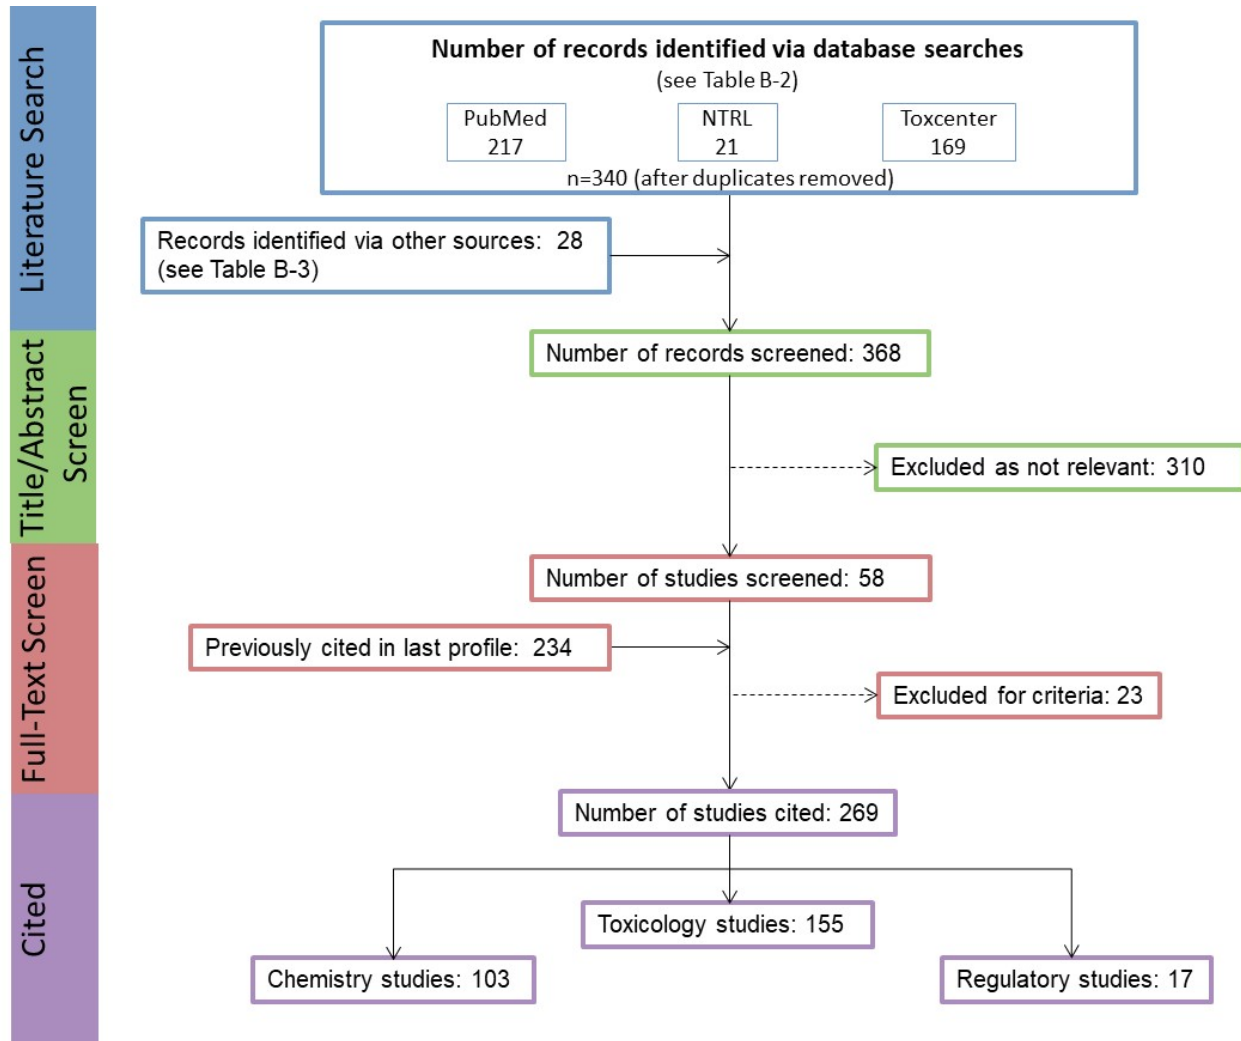 Literature Search
Number of records identified via database searches
(see Table B-2)
PubMed
217
NTRL
21
Toxcenter
169
n=340 (after duplicates removed)
Records identified via other sources: 28
(see Table B-3)
Title/Abstract
Screen
Number of records screened: 368
Excluded as not relevant: 310
Full-Text Screen
Number of studies screened: 58
Previously cited in last profile: 234
Excluded for criteria: 23
Cited
Number of studies cited: 269
Toxicology studies: 155
Chemistry studies: 103
Regulatory studies: 17